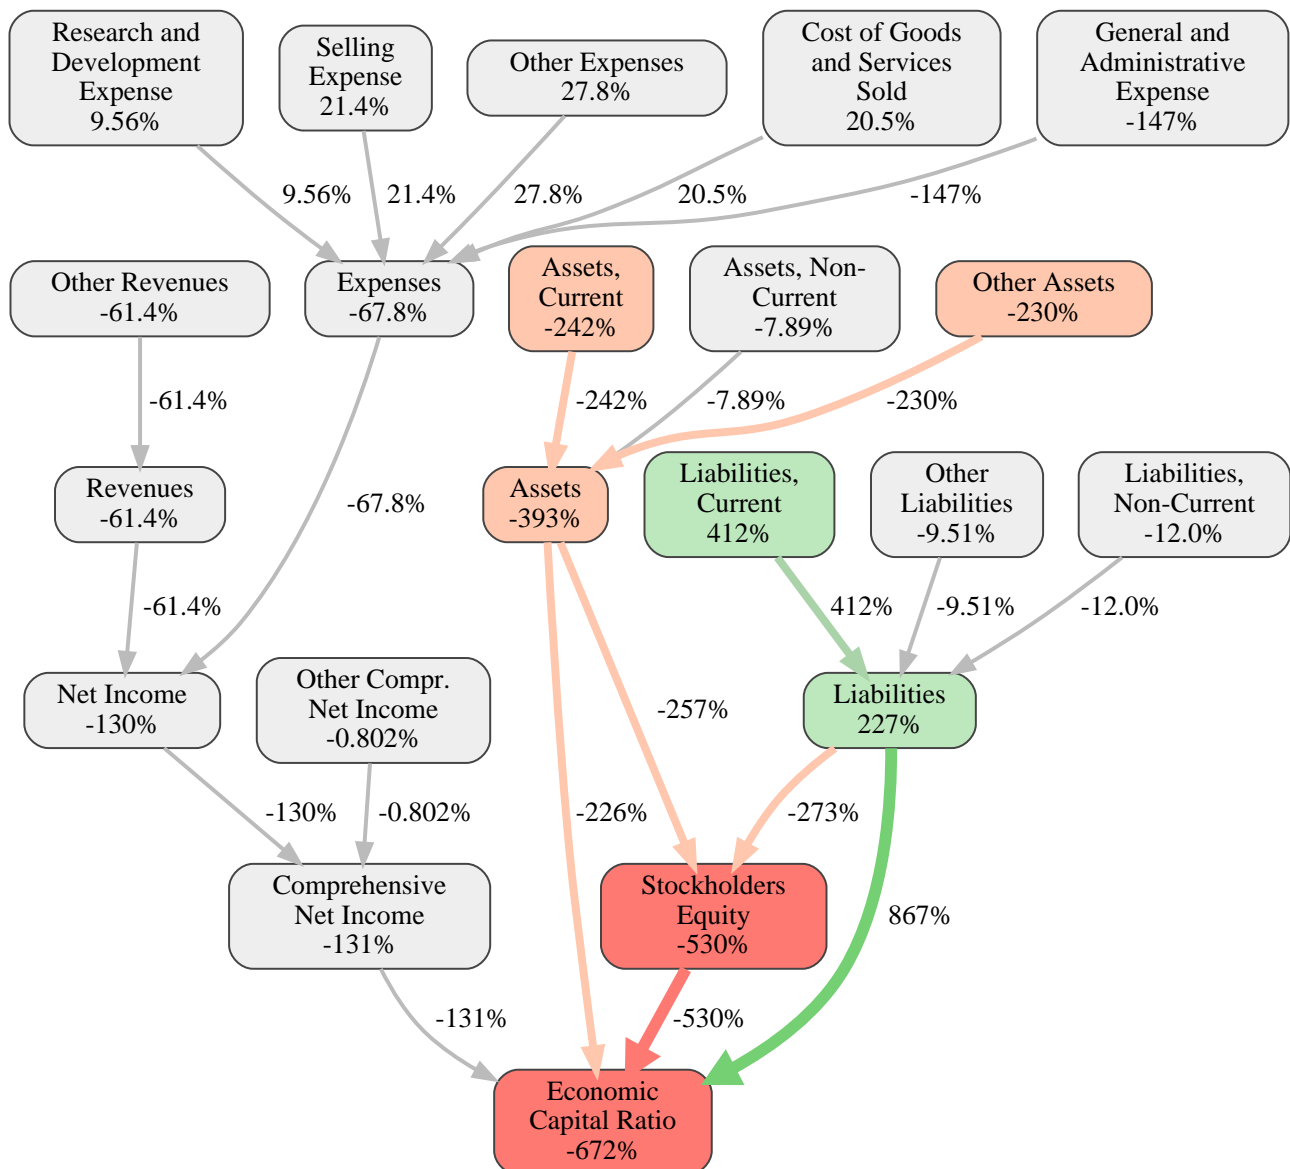 Research and
Development
Expense
9.56%
Selling
Expense
21.4%
Other Expenses
27.8%
Cost of Goods
and Services
Sold
20.5%
General and
Administrative
Expense
-147%
9.56%
21.4%
27.8%
20.5%
-147%
Other Revenues
-61.4%
Expenses
-67.8%
Assets,
Current
-242%
Assets, Non-
Current
-7.89%
Other Assets
-230%
-61.4%
-242%
-7.89%
-230%
Revenues
-61.4%
-67.8%
Assets
-393%
Liabilities,
Current
412%
Other
Liabilities
-9.51%
Liabilities,
Non-Current
-12.0%
-61.4%
412%
-9.51%
-12.0%
Net Income
-130%
Other Compr.
Net Income
-0.802%
-257%
Liabilities
227%
-130%
-0.802%
-226%
-273%
Comprehensive
Net Income
-131%
Stockholders
Equity
-530%
867%
-131%
-530%
Economic
Capital Ratio
-672%